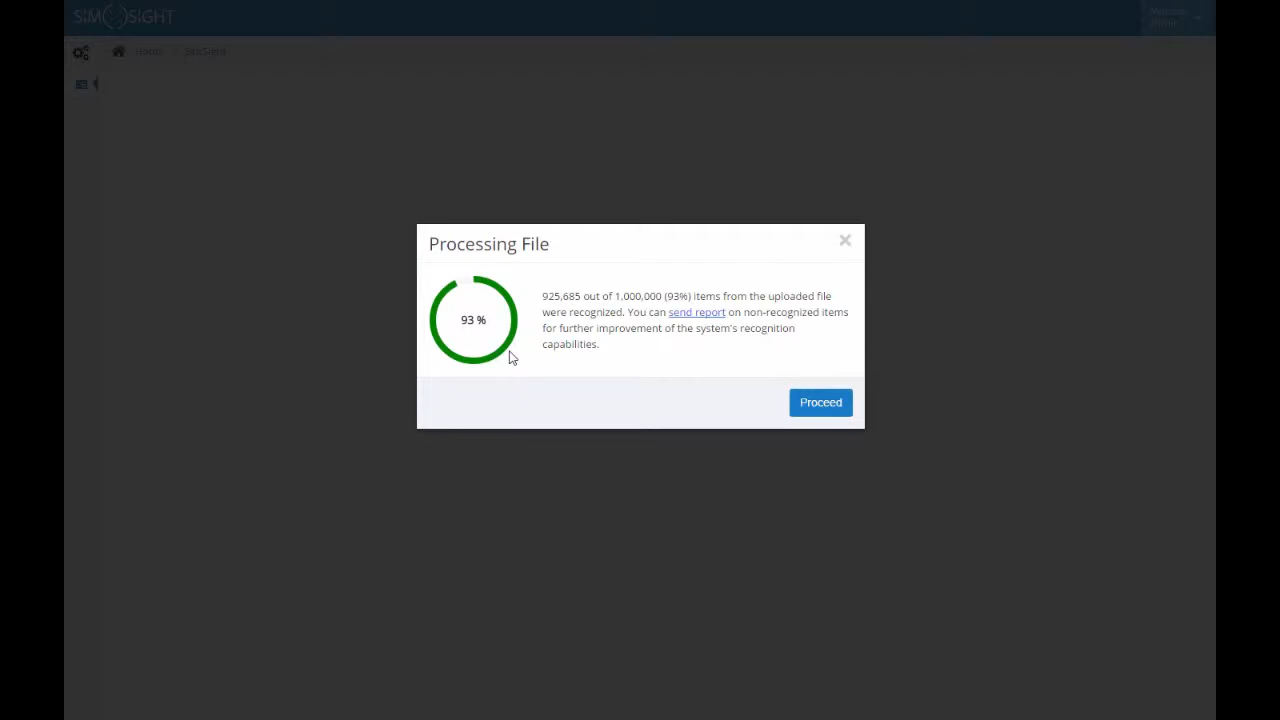 SIM SIGHT
Home SimSight
Processing File
93 %
925,685 out of 1,000,000 (93%) items from the uploaded file
were recognized. You can send report on non-recognized items
for further improvement of the system's recognition
capabilities.
Proceed